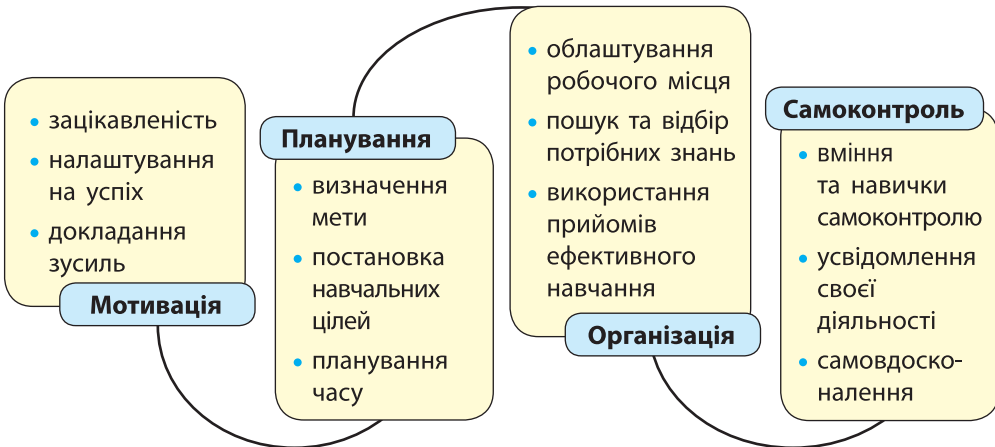 • зацікавленість
• налаштування
на успіх
• докладання
зусиль
Мотивація
Планування
• визначення
мети
• постановка
навчальних
цілей
• планування
часу
• облаштування
робочого місця
• пошук та відбір
потрібних знань
• використання
прийомів
ефективного
навчання
Організація
Самоконтроль
• вміння
та навички
самоконтролю
• усвідомлення
своєї
діяльності
• самовдоско-
налення